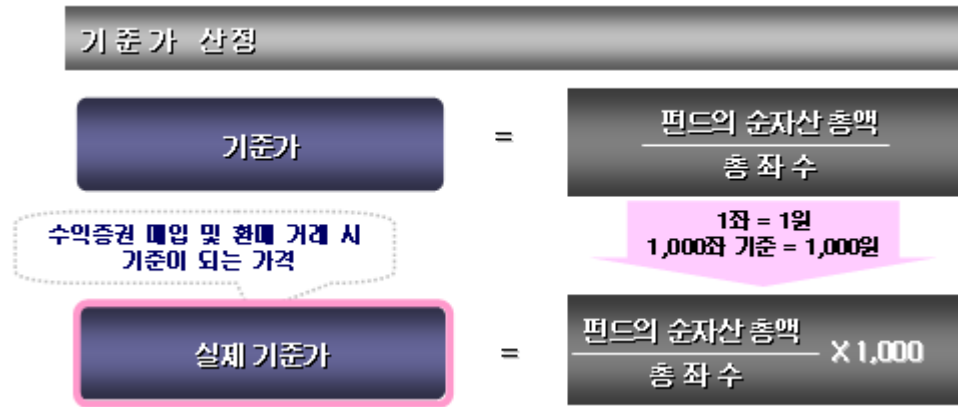 기준가 산정
기준가
=
펀드의 순자산 총액
총 좌 수
수익증권 매입 및 환매 거래 시
기준이 되는 가격
1좌 = 1원
1,000좌 기준 = 1,000원
실제 기준가
=
펀드의 순자산 총액
총 좌 수
X 1,000